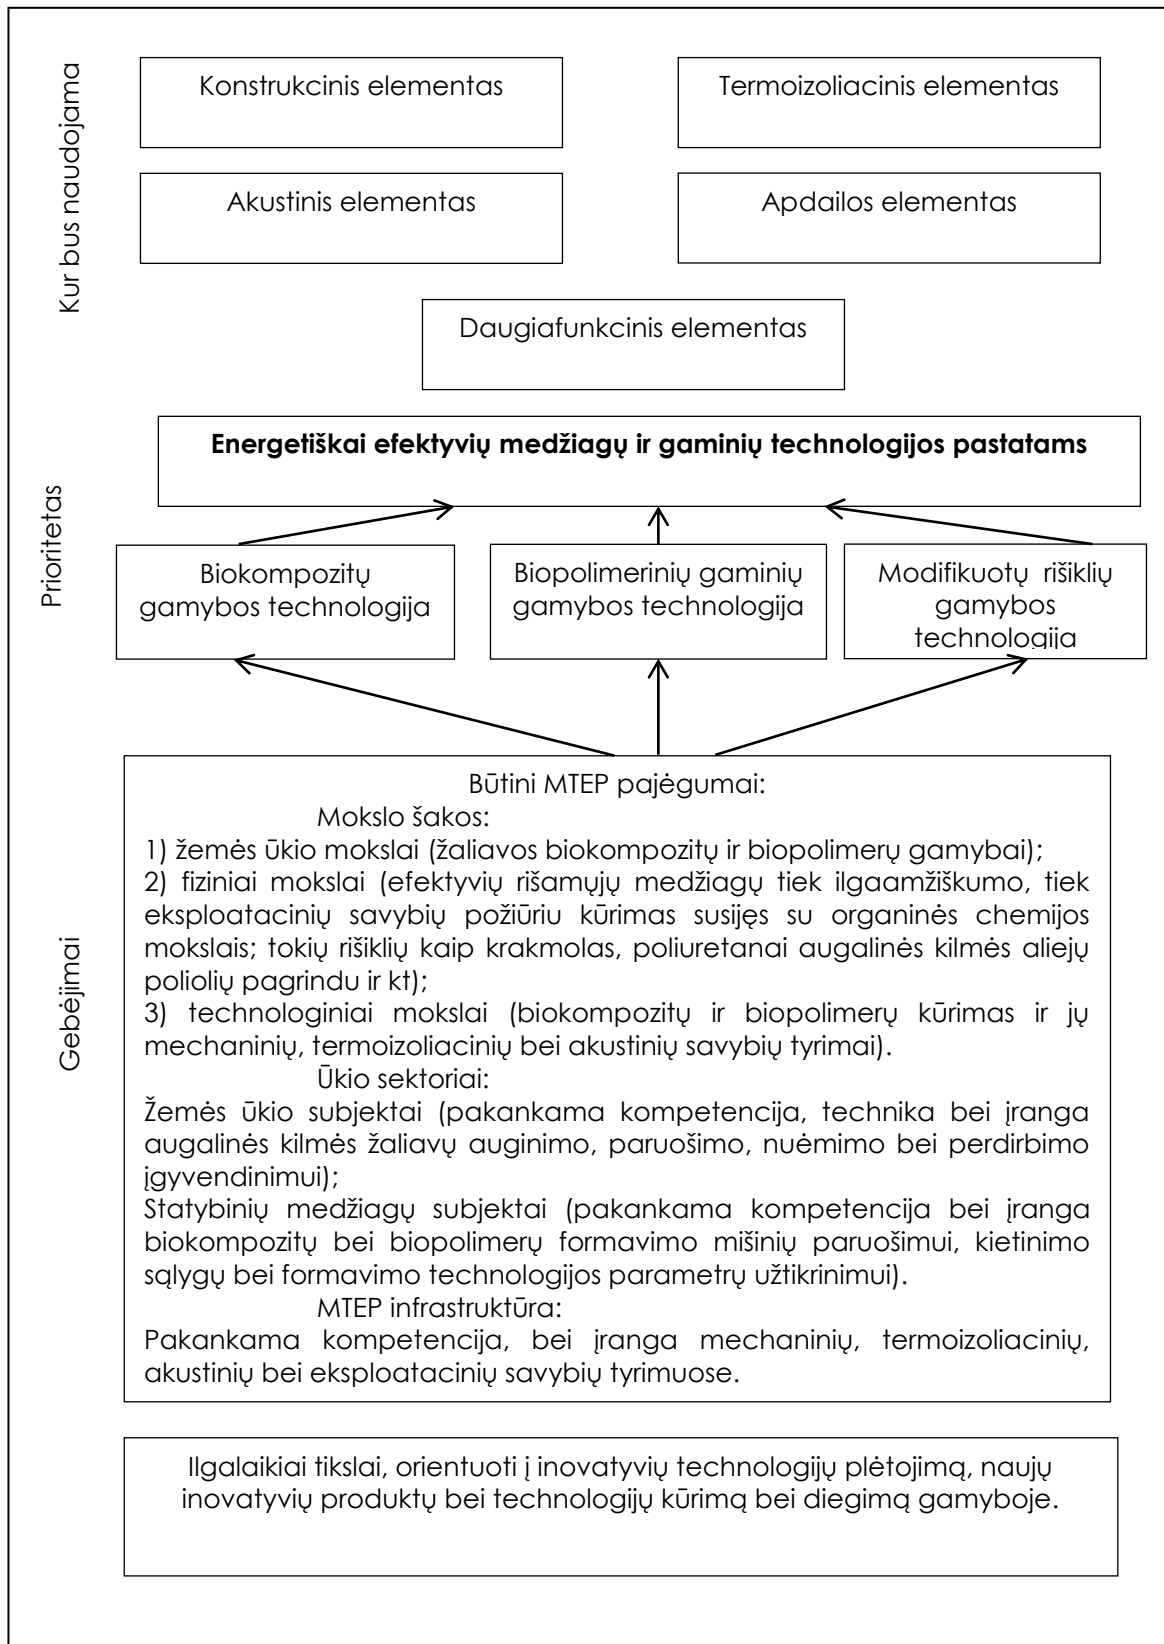 Kur bus naudojama
Konstrukcinis elementas
Termoizoliacinis elementas
Akustinis elementas
Apdailos elementas
Daugiafunkcinis elementas
Prioritetas
Energetiškai efektyvių medžiagų ir gaminių technologijos pastatams
Biokompozitų
gamybos technologija
Biopolimerinių gaminių
gamybos technologija
Modifikuotų rišiklių
gamybos
technologija
Gebėjimai
Būtini MTEP pajėgumai:
Mokslo šakos:
1) žemės ūkio mokslai (žaliavos biokompozitų ir biopolimerų gamybai);
2) fiziniai mokslai (efektyvių rišamųjų medžiagų tiek ilgaamžiškumo, tiek
eksploatacinių savybių požiūriu kūrimas susijęs su organinės chemijos
mokslais; tokių rišiklių kaip krakmolas, poliuretanai augalinės kilmės aliejų
poliolių pagrindu ir kt);
3) technologiniai mokslai (biokompozitų ir biopolimerų kūrimas ir jų
mechaninių, termoizoliacinių bei akustinių savybių tyrimai).
Ūkio sektoriai:
Žemės ūkio subjektai (pakankama kompetencija, technika bei įranga
augalinės kilmės žaliavų auginimo, paruošimo, nuėmimo bei perdirbimo
įgyvendinimui);
Statybinių medžiagų subjektai (pakankama kompetencija bei įranga
biokompozitų bei biopolimerų formavimo mišinių paruošimui, kietinimo
sąlygų bei formavimo technologijos parametrų užtikrinimui).
MTEP infrastruktūra:
Pakankama kompetencija, bei įranga mechaninių, termoizoliacinių,
akustinių bei eksploatacinių savybių tyrimuose.
Ilgalaikiai tikslai, orientuoti į inovatyvių technologijų plėtojimą, naujų
inovatyvių produktų bei technologijų kūrimą bei diegimą gamyboje.